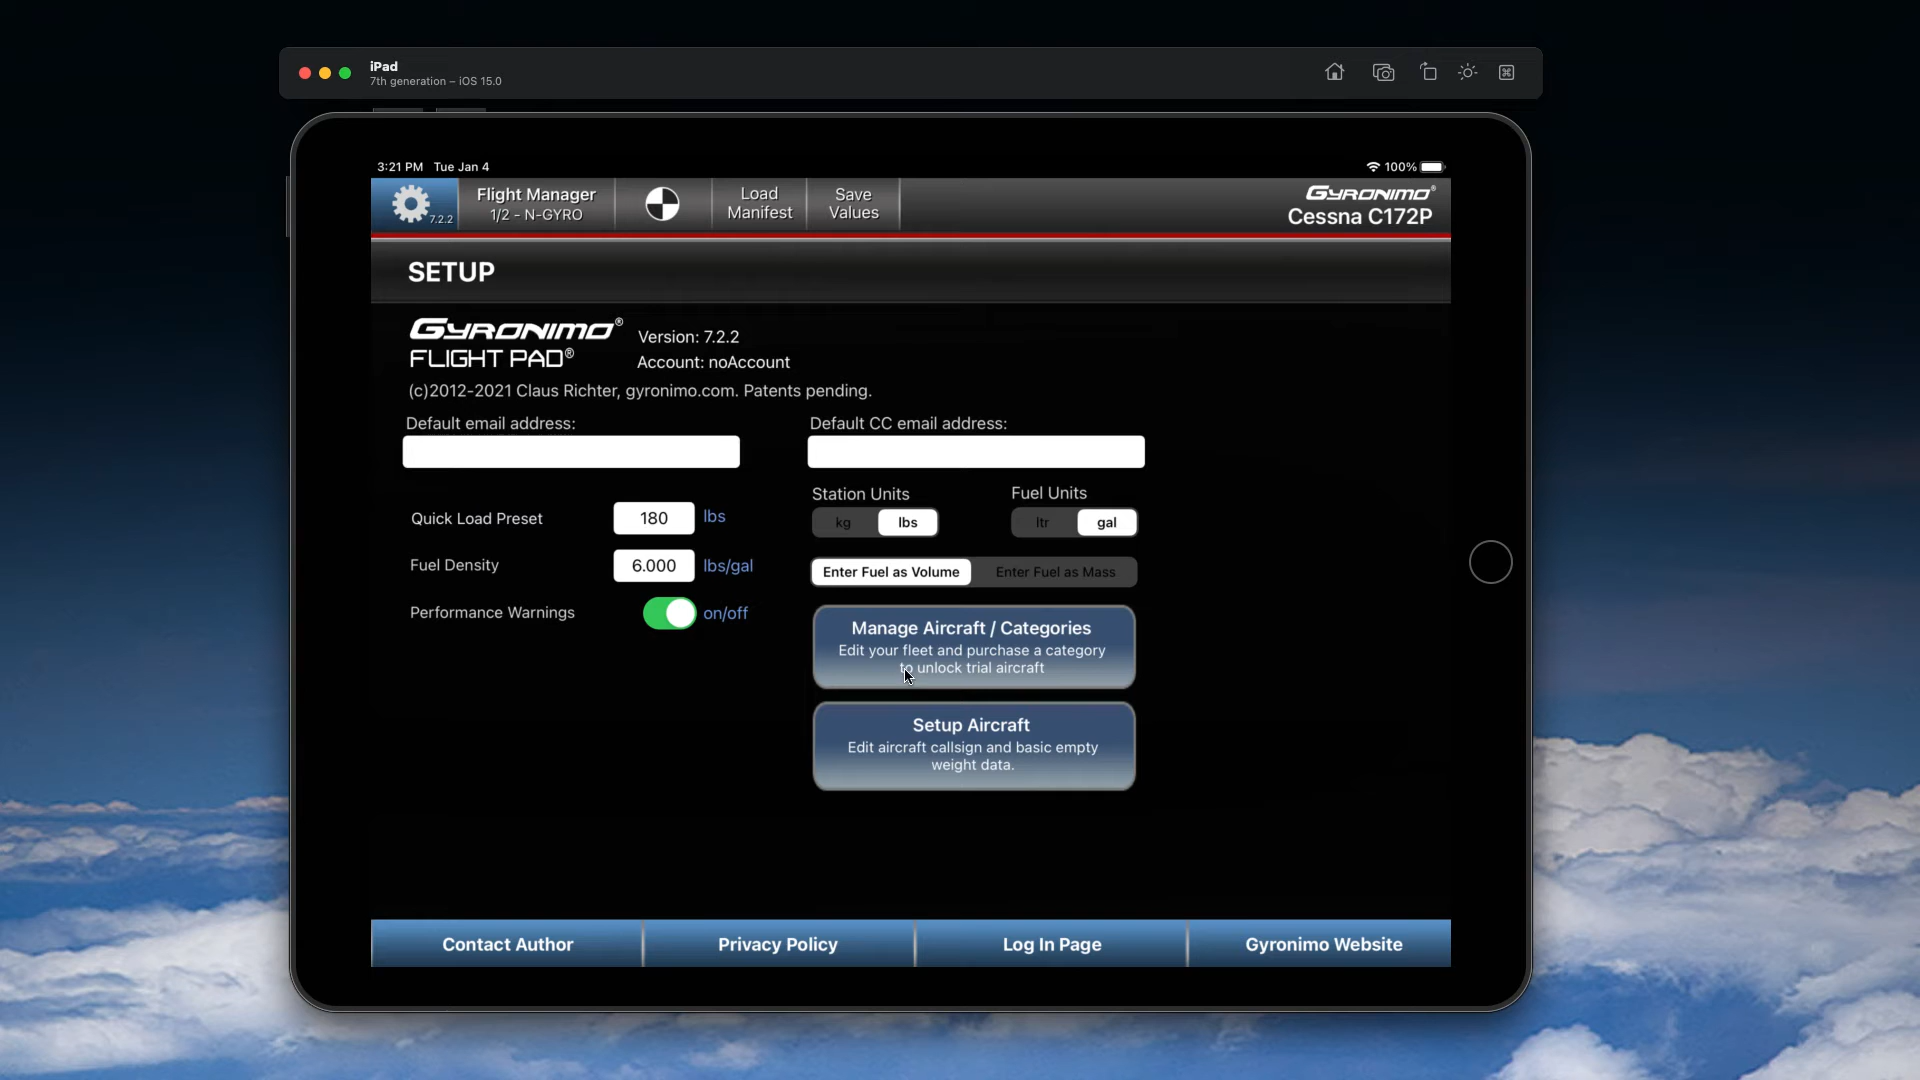 iPad
7th generation – iOS 15.0
3:21 PM Tue Jan 4
100%
7.2.2
Flight Manager
1/2 - N-GYRO
Load
Manifest
Save
Values
GYRONIMO®
Cessna C172P
SETUP
GYRONIMO®
FLIGHT PAD®
Version: 7.2.2
Account: noAccount
(c)2012-2021 Claus Richter, gyronimo.com. Patents pending.
Default email address:
Default CC email address:
Station Units
Fuel Units
Quick Load Preset
180
lbs
kg
lbs
ltr
gal
Fuel Density
6.000
lbs/gal
Enter Fuel as Volume
Enter Fuel as Mass
Performance Warnings
on/off
Manage Aircraft / Categories
Edit your fleet and purchase a category
to unlock trial aircraft
Setup Aircraft
Edit aircraft callsign and basic empty
weight data.
Contact Author
Privacy Policy
Log In Page
Gyronimo Website